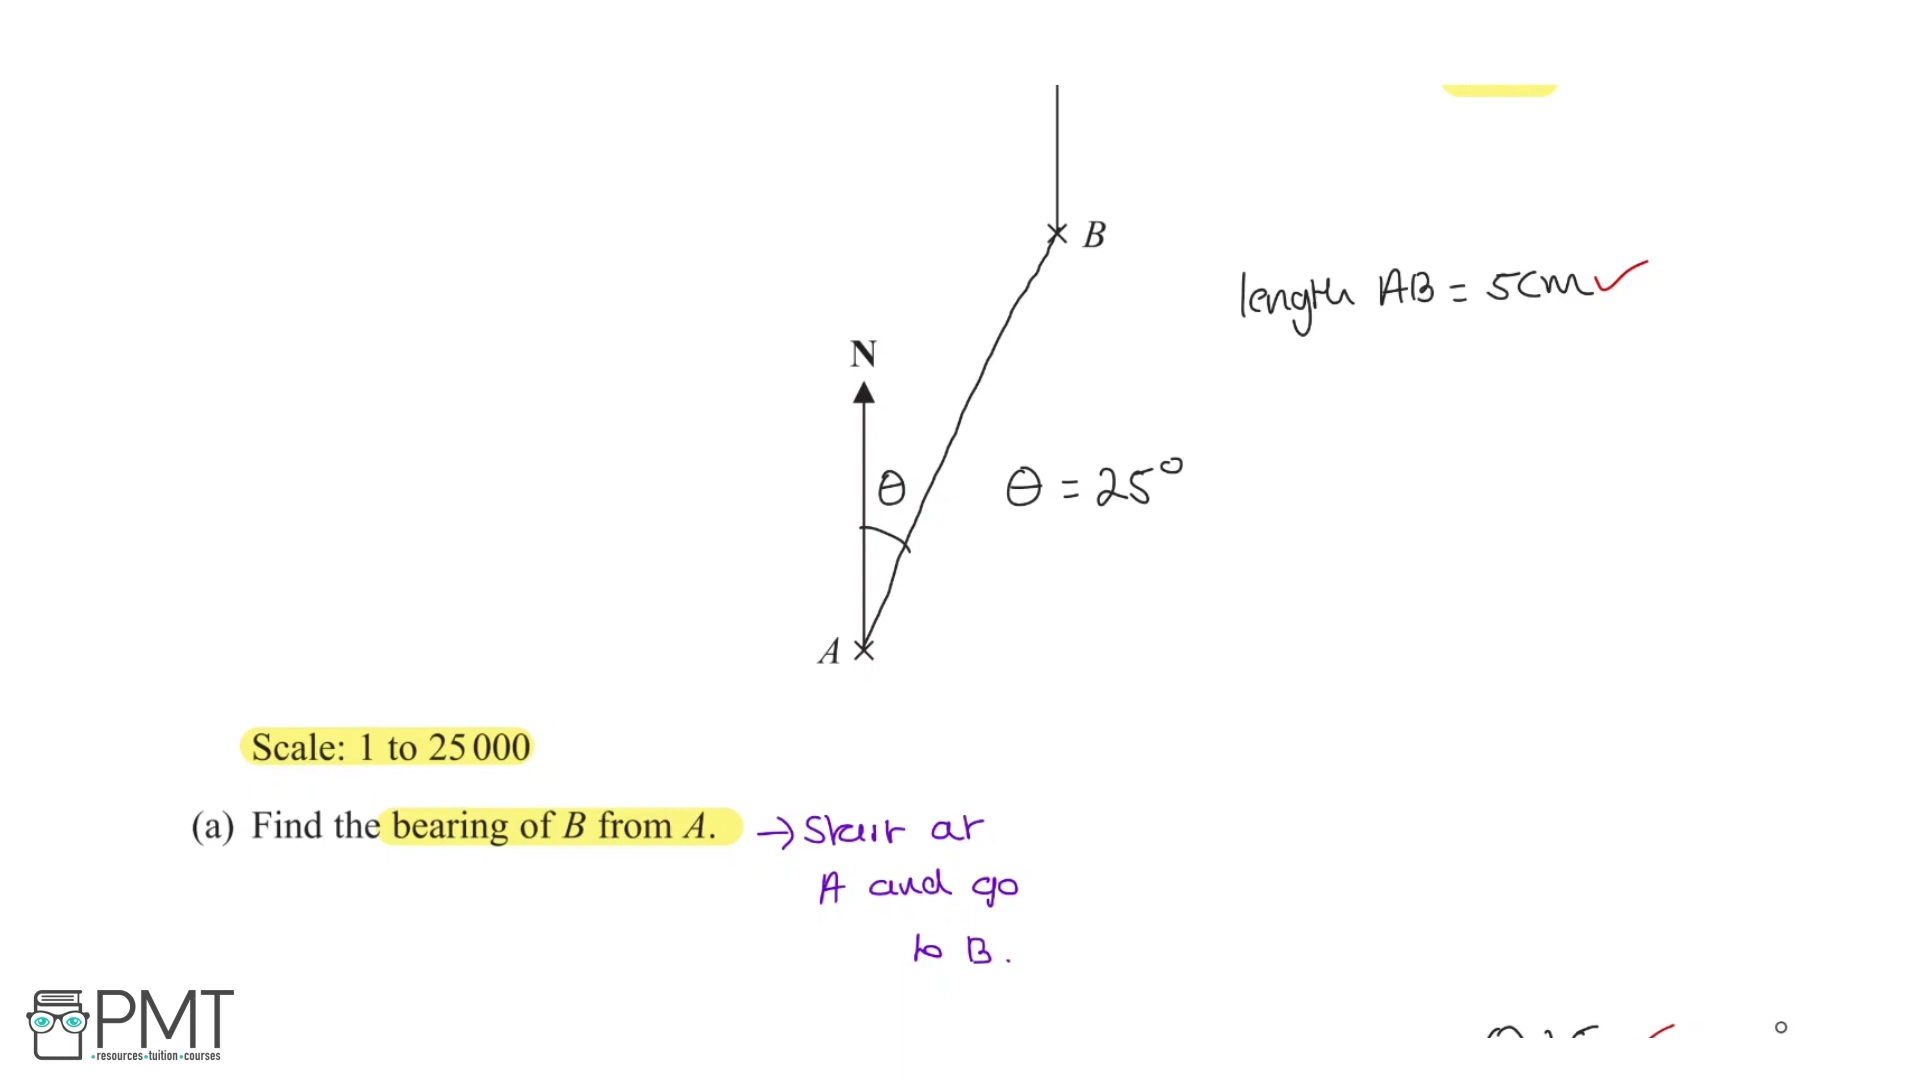 B
length AB = 5cm
N
θ
θ = 25°
A
Scale: 1 to 25 000
(a) Find the bearing of B from A. → Start at
A and go
to B.
PMT
•resources•tuition•courses